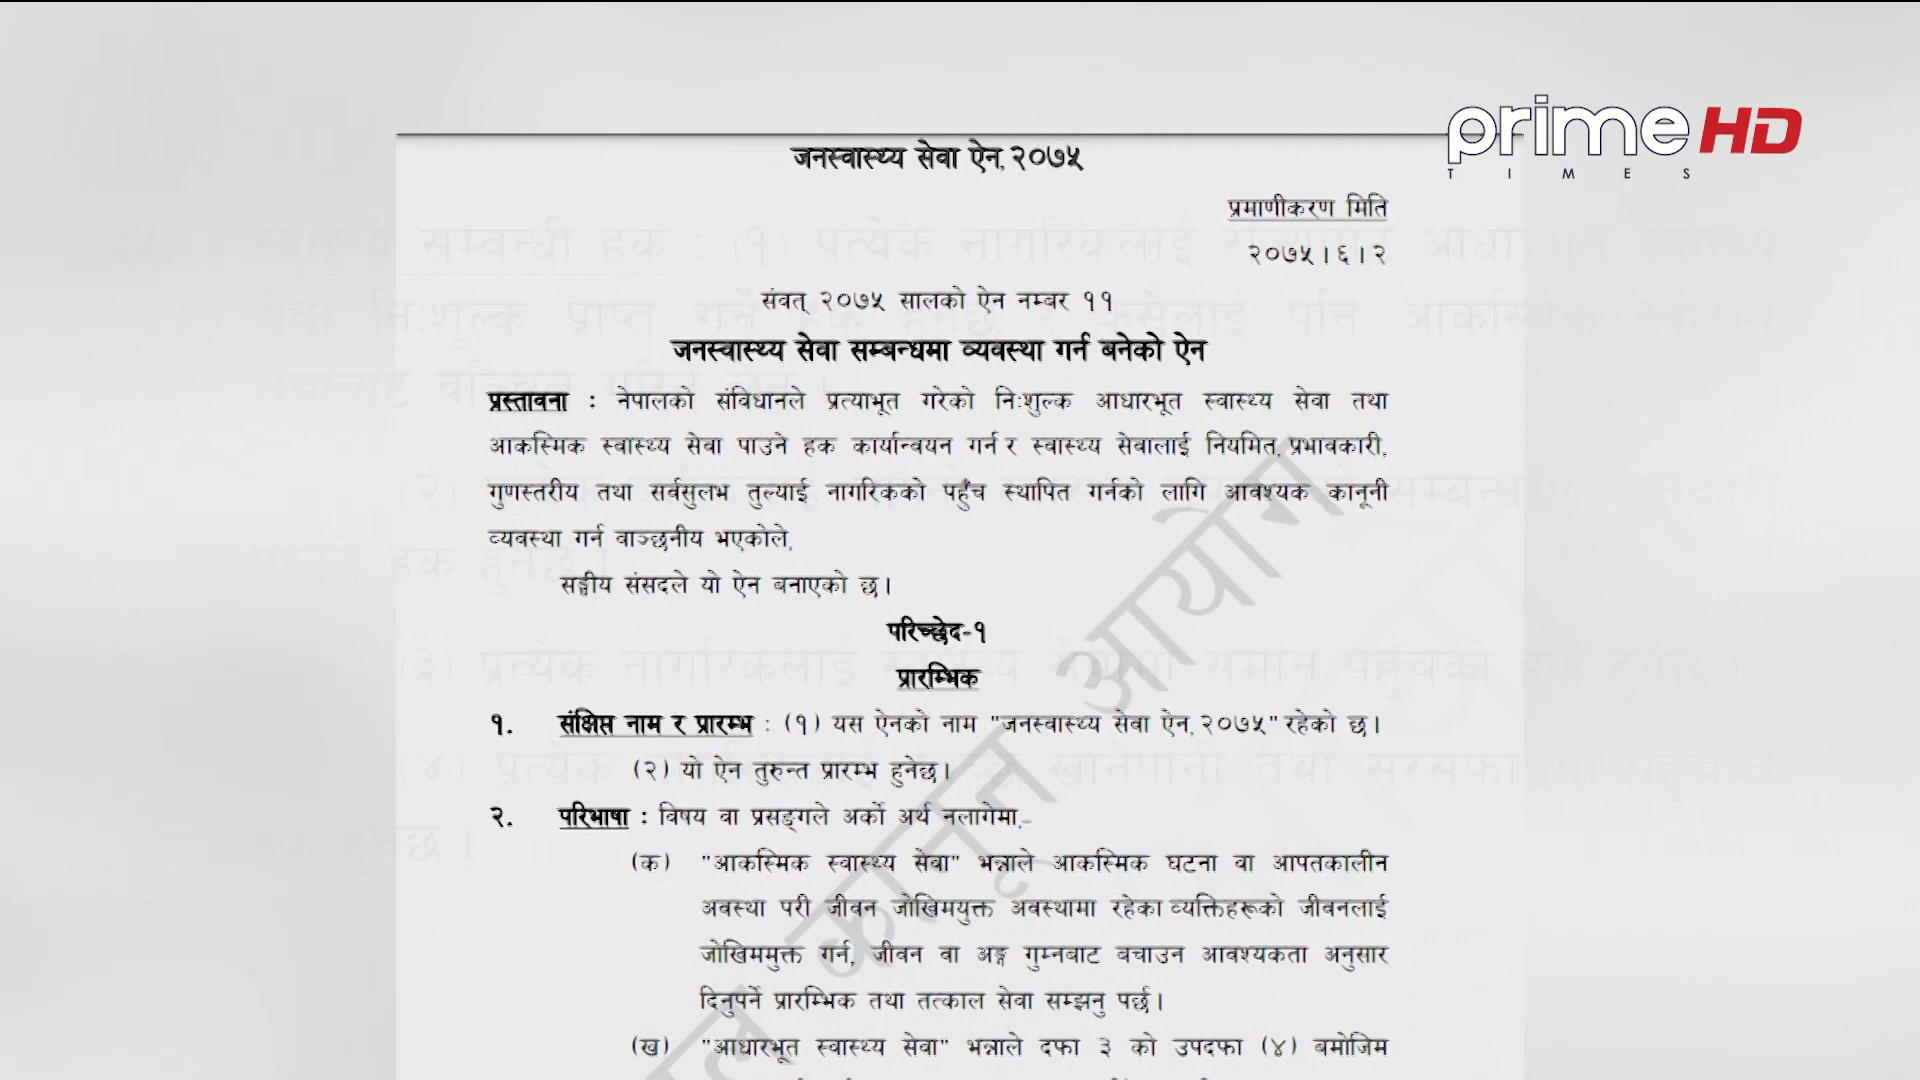 prime HD
TIMES
जनस्वास्थ्य सेवा ऐन, २०७५
प्रमाणीकरण मिति
२०७५।६।२
संवत् २०७५ सालको ऐन नम्बर ११
जनस्वास्थ्य सेवा सम्बन्धमा व्यवस्था गर्न बनेको ऐन
प्रस्तावना : नेपालको संविधानले प्रत्याभूत गरेको निःशुल्क आधारभूत स्वास्थ्य सेवा तथा
आकस्मिक स्वास्थ्य सेवा पाउने हक कार्यान्वयन गर्न र स्वास्थ्य सेवालाई नियमित, प्रभावकारी,
गुणस्तरीय तथा सर्वसुलभ तुल्याई नागरिकको पहुँच स्थापित गर्नको लागि आवश्यक कानूनी
व्यवस्था गर्न वाञ्छनीय भएकोले,
सङ्घीय संसदले यो ऐन बनाएको छ।
परिच्छेद-१
प्रारम्भिक
१. संक्षिप्त नाम र प्रारम्भ : (१) यस ऐनको नाम "जनस्वास्थ्य सेवा ऐन, २०७५" रहेको छ।
(२) यो ऐन तुरुन्त प्रारम्भ हुनेछ।
२. परिभाषा : विषय वा प्रसङ्गले अर्को अर्थ नलागेमा,-
(क) "आकस्मिक स्वास्थ्य सेवा" भन्नाले आकस्मिक घटना वा आपतकालीन
अवस्था परी जीवन जोखिमयुक्त अवस्थामा रहेका व्यक्तिहरूको जीवनलाई
जोखिममुक्त गर्न, जीवन वा अङ्ग गुम्नबाट बचाउन आवश्यकता अनुसार
दिनुपर्ने प्रारम्भिक तथा तत्काल सेवा सम्झनु पर्छ।
(ख) "आधारभूत स्वास्थ्य सेवा" भन्नाले दफा ३ को उपदफा (४) बमोजिम
कानून आयोग